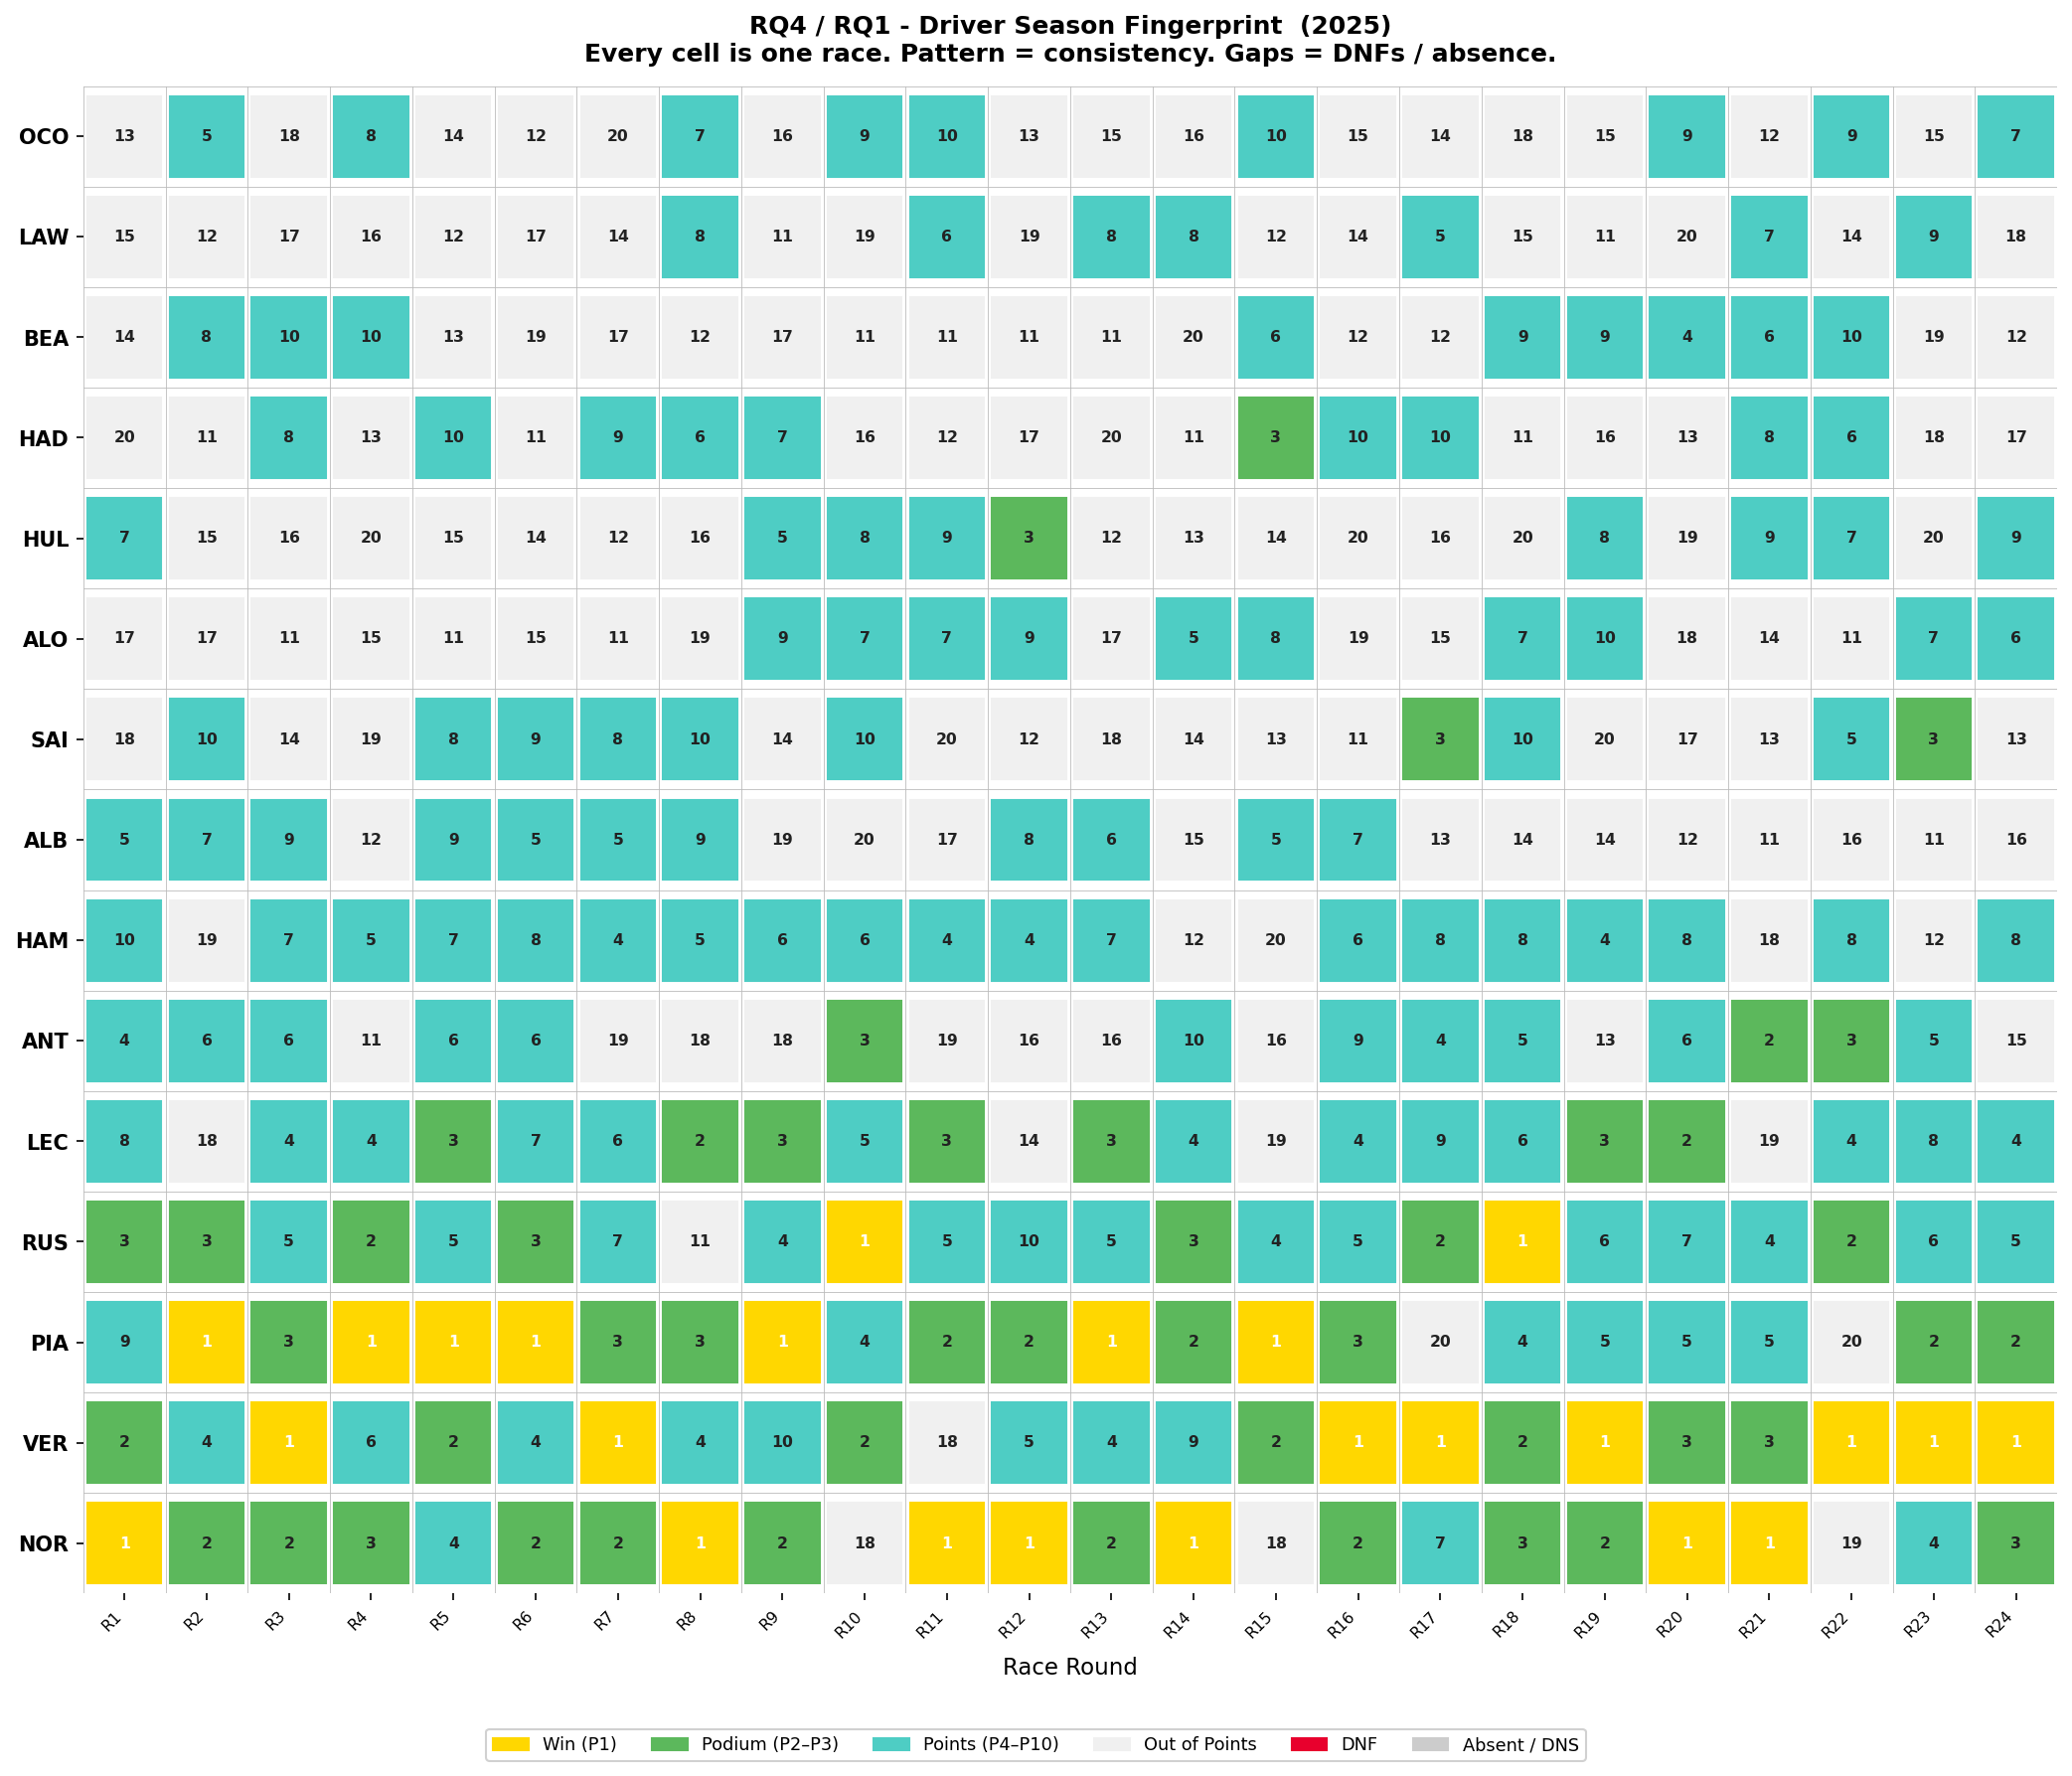 RQ4 / RQ1 - Driver Season Fingerprint  (2025)
Every cell is one race. Pattern = consistency. Gaps = DNFs / absence.
OCO 13 5 18 8 14 12 20 7 16 9 10 13 15 16 10 15 14 18 15 9 12 9 15 7
LAW 15 12 17 16 12 17 14 8 11 19 6 19 8 8 12 14 5 15 11 20 7 14 9 18
BEA 14 8 10 10 13 19 17 12 17 11 11 11 11 20 6 12 12 9 9 4 6 10 19 12
HAD 20 11 8 13 10 11 9 6 7 16 12 17 20 11 3 10 10 11 16 13 8 6 18 17
HUL 7 15 16 20 15 14 12 16 5 8 9 3 12 13 14 20 16 20 8 19 9 7 20 9
ALO 17 17 11 15 11 15 11 19 9 7 7 9 17 5 8 19 15 7 10 18 14 11 7 6
SAI 18 10 14 19 8 9 8 10 14 10 20 12 18 14 13 11 3 10 20 17 13 5 3 13
ALB 5 7 9 12 9 5 5 9 19 20 17 8 6 15 5 7 13 14 14 12 11 16 11 16
HAM 10 19 7 5 7 8 4 5 6 6 4 4 7 12 20 6 8 8 4 8 18 8 12 8
ANT 4 6 6 11 6 6 19 18 18 3 19 16 16 10 16 9 4 5 13 6 2 3 5 15
LEC 8 18 4 4 3 7 6 2 3 5 3 14 3 4 19 4 9 6 3 2 19 4 8 4
RUS 3 3 5 2 5 3 7 11 4 1 5 10 5 3 4 5 2 1 6 7 4 2 6 5
PIA 9 1 3 1 1 1 3 3 1 4 2 2 1 2 1 3 20 4 5 5 5 20 2 2
VER 2 4 1 6 2 4 1 4 10 2 18 5 4 9 2 1 1 2 1 3 3 1 1 1
NOR 1 2 2 3 4 2 2 1 2 18 1 1 2 1 18 2 7 3 2 1 1 19 4 3
R1 R2 R3 R4 R5 R6 R7 R8 R9 R10 R11 R12 R13 R14 R15 R16 R17 R18 R19 R20 R21 R22 R23 R24
Race Round
Win (P1) Podium (P2–P3) Points (P4–P10) Out of Points DNF Absent / DNS